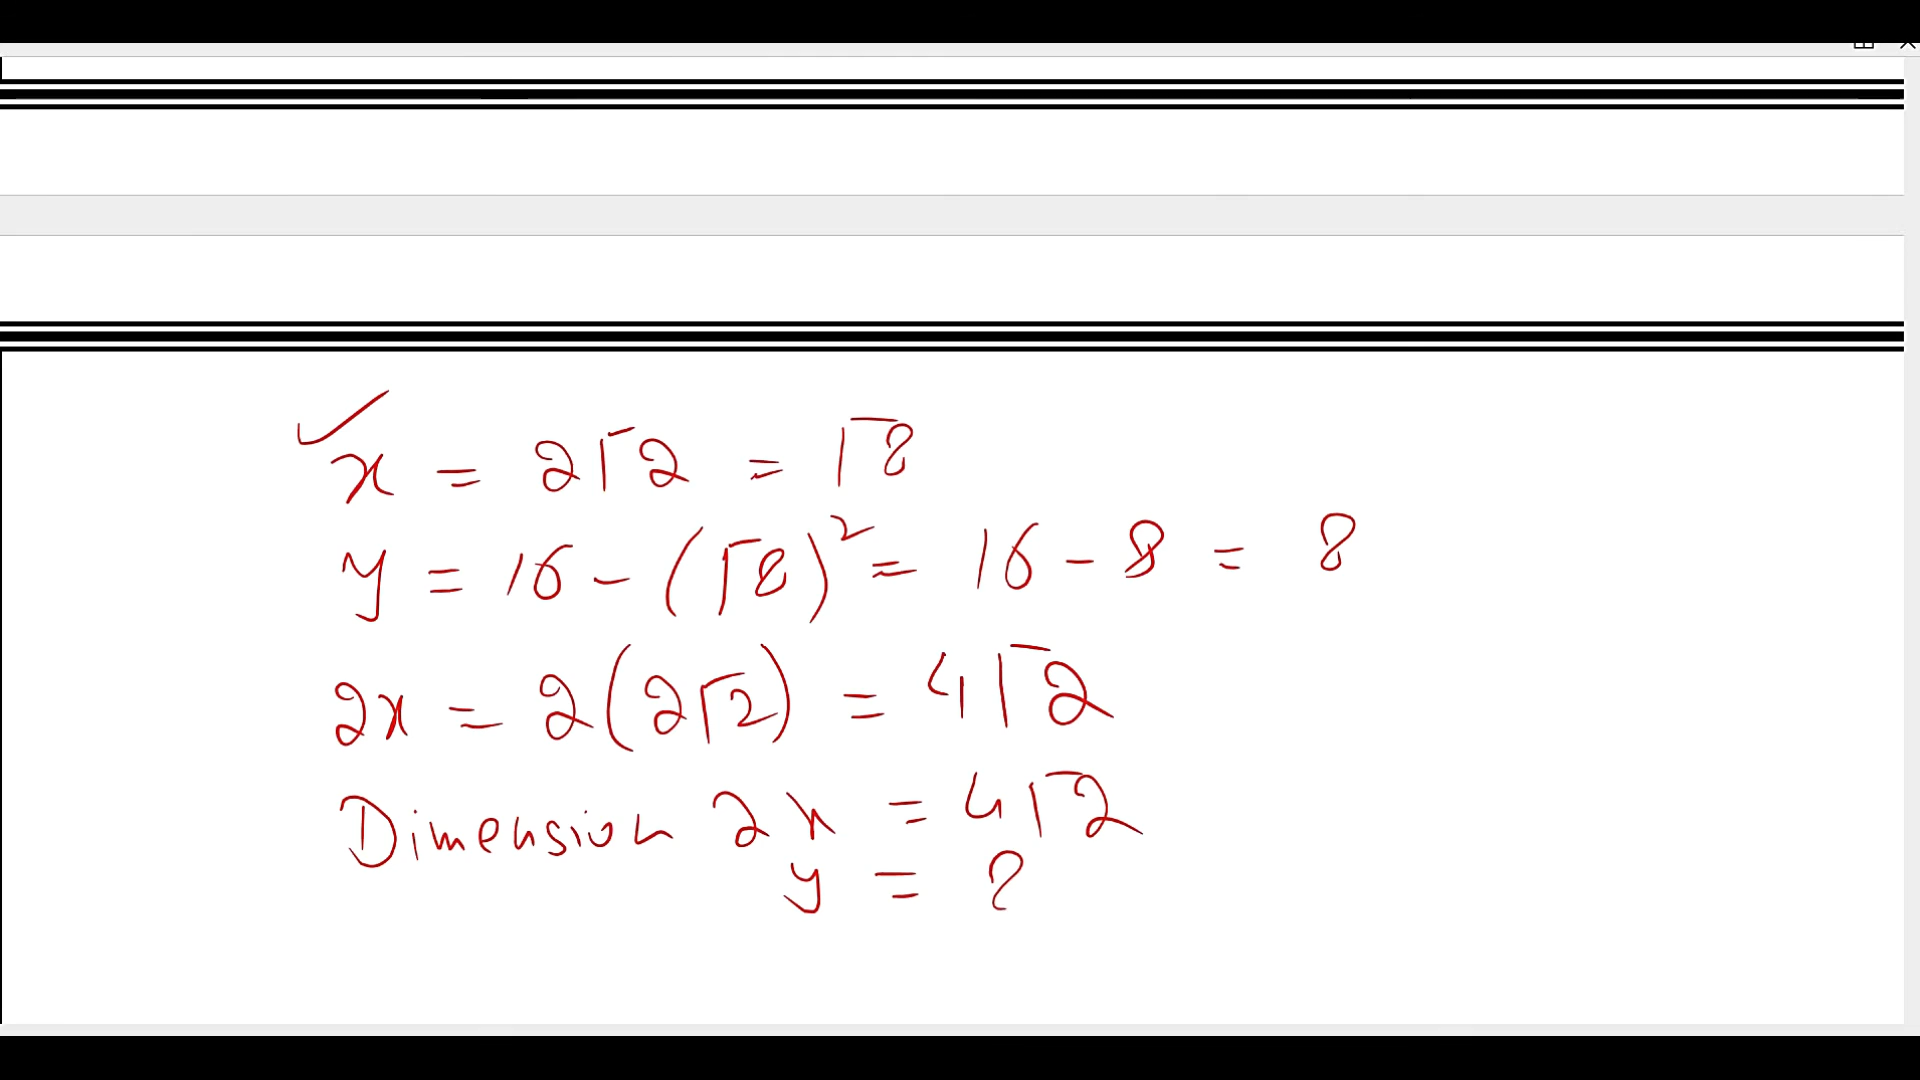 x = 2√2 = √8
y = 16 - (√8)² = 16 - 8 = 8
2x = 2(2√2) = 4√2
Dimension 2x = 4√2
y = 8